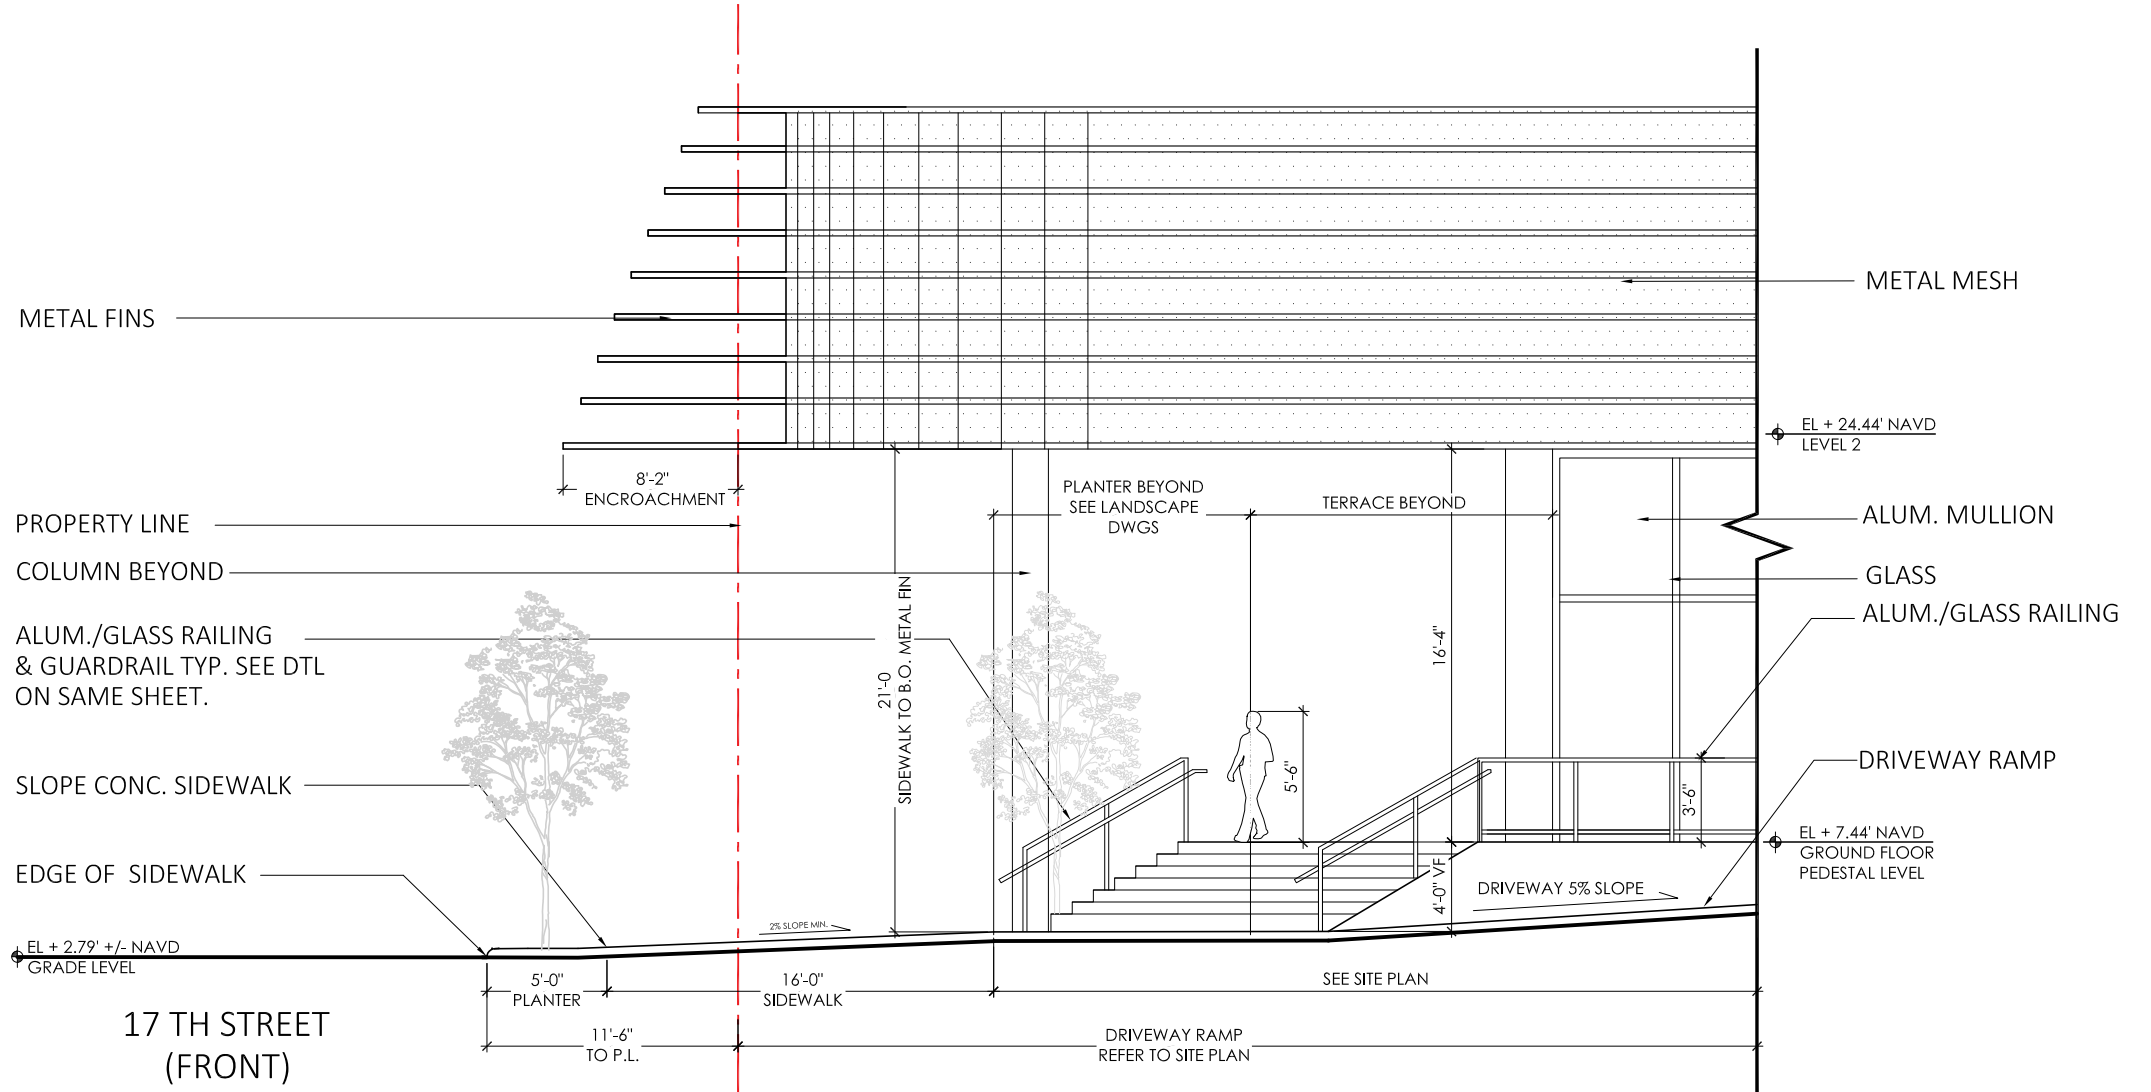 METAL FINS
PROPERTY LINE
COLUMN BEYOND
ALUM./GLASS RAILING
& GUARDRAIL TYP. SEE DTL
ON SAME SHEET.
SLOPE CONC. SIDEWALK
EDGE OF SIDEWALK
EL + 2.79' +/- NAVD
GRADE LEVEL
17 TH STREET
(FRONT)
8'-2"
ENCROACHMENT
21'-0
SIDEWALK TO B.O. METAL FIN
PLANTER BEYOND
SEE LANDSCAPE
DWGS
TERRACE BEYOND
16'-4"
5'-6"
3'-6"
4'-0" VF
2% SLOPE MIN.
DRIVEWAY 5% SLOPE
5'-0"
PLANTER
16'-0"
SIDEWALK
SEE SITE PLAN
11'-6"
TO P.L.
DRIVEWAY RAMP
REFER TO SITE PLAN
METAL MESH
EL + 24.44' NAVD
LEVEL 2
ALUM. MULLION
GLASS
ALUM./GLASS RAILING
DRIVEWAY RAMP
EL + 7.44' NAVD
GROUND FLOOR
PEDESTAL LEVEL